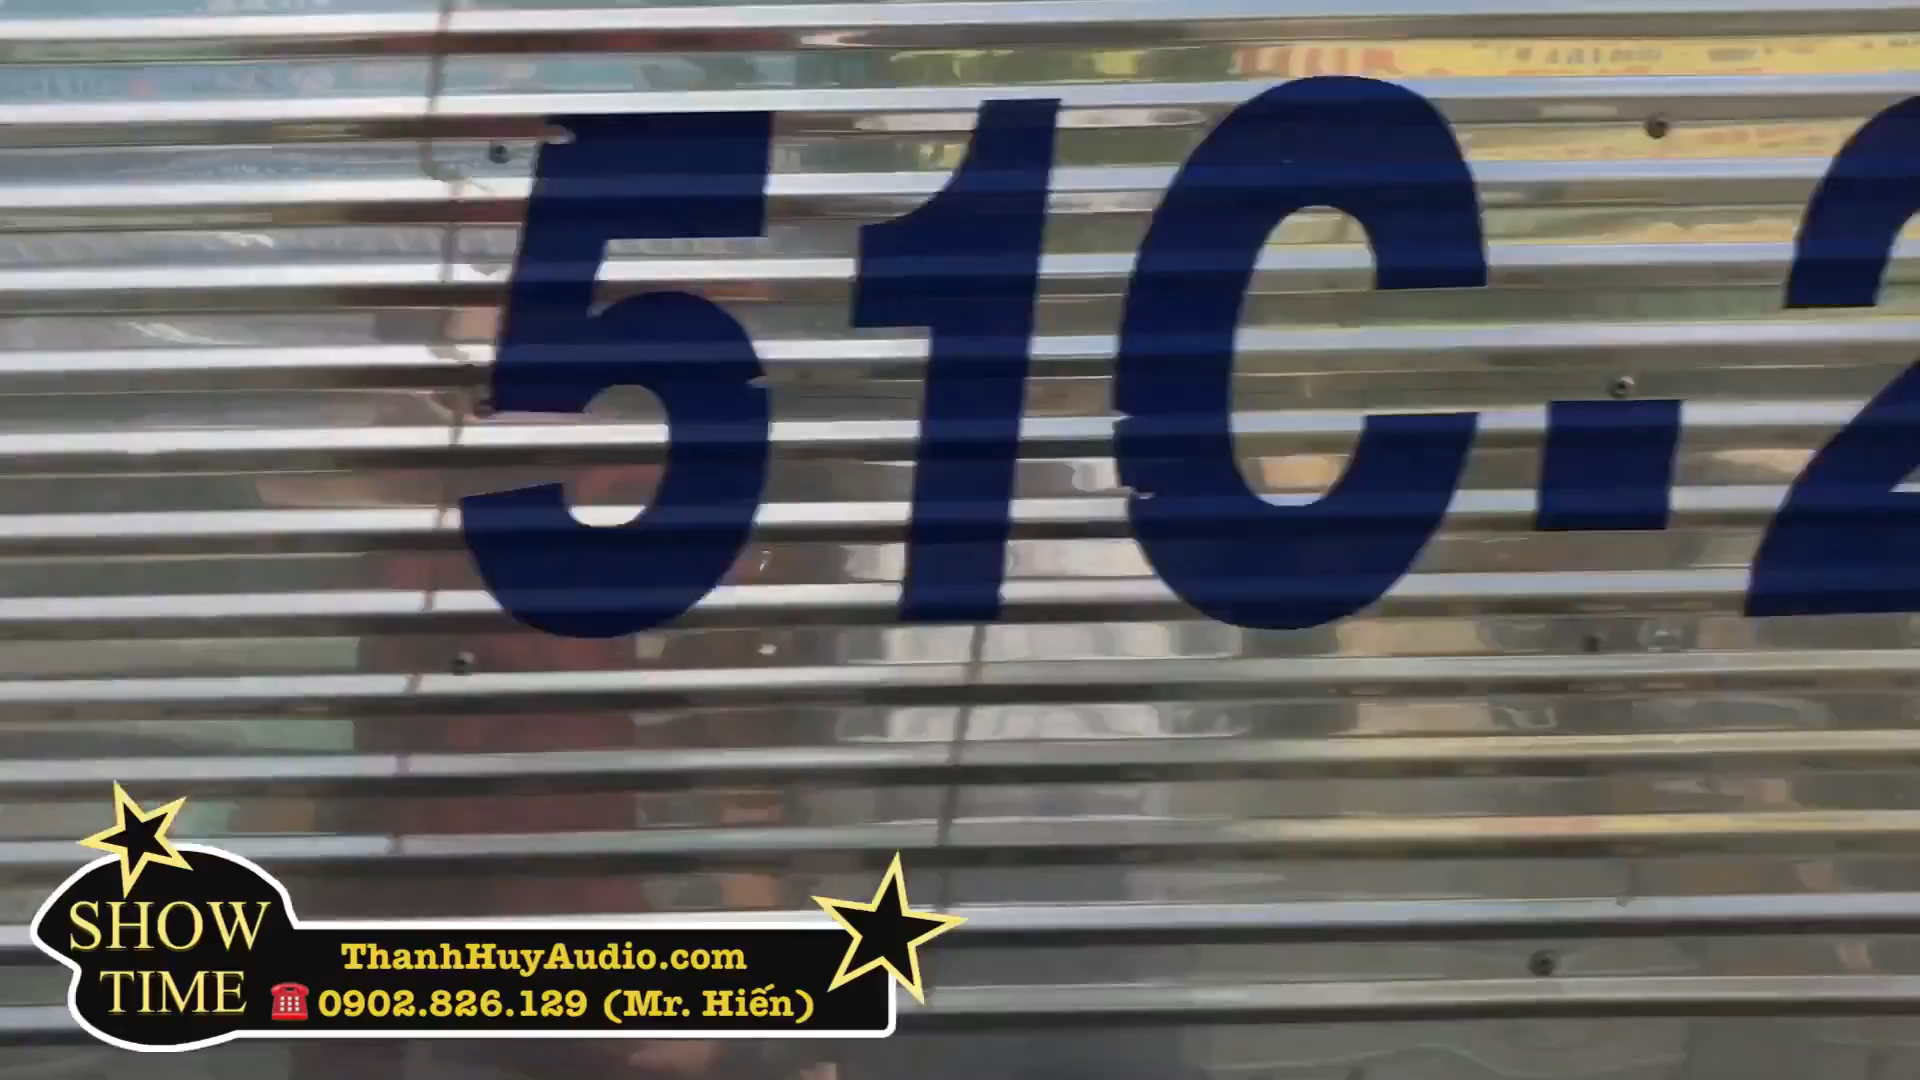 51C.2
SHOW
TIME
ThanhHuyAudio.com
☎0902.826.129 (Mr. Hiến)